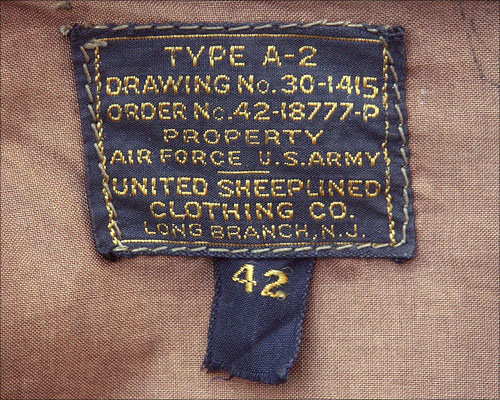 TYPE A-2
DRAWING No. 30-1415
ORDER No. 42-18777-P
PROPERTY
AIR FORCE U.S. ARMY
UNITED SHEEPLINED
CLOTHING CO.
LONG BRANCH, N.J.
42